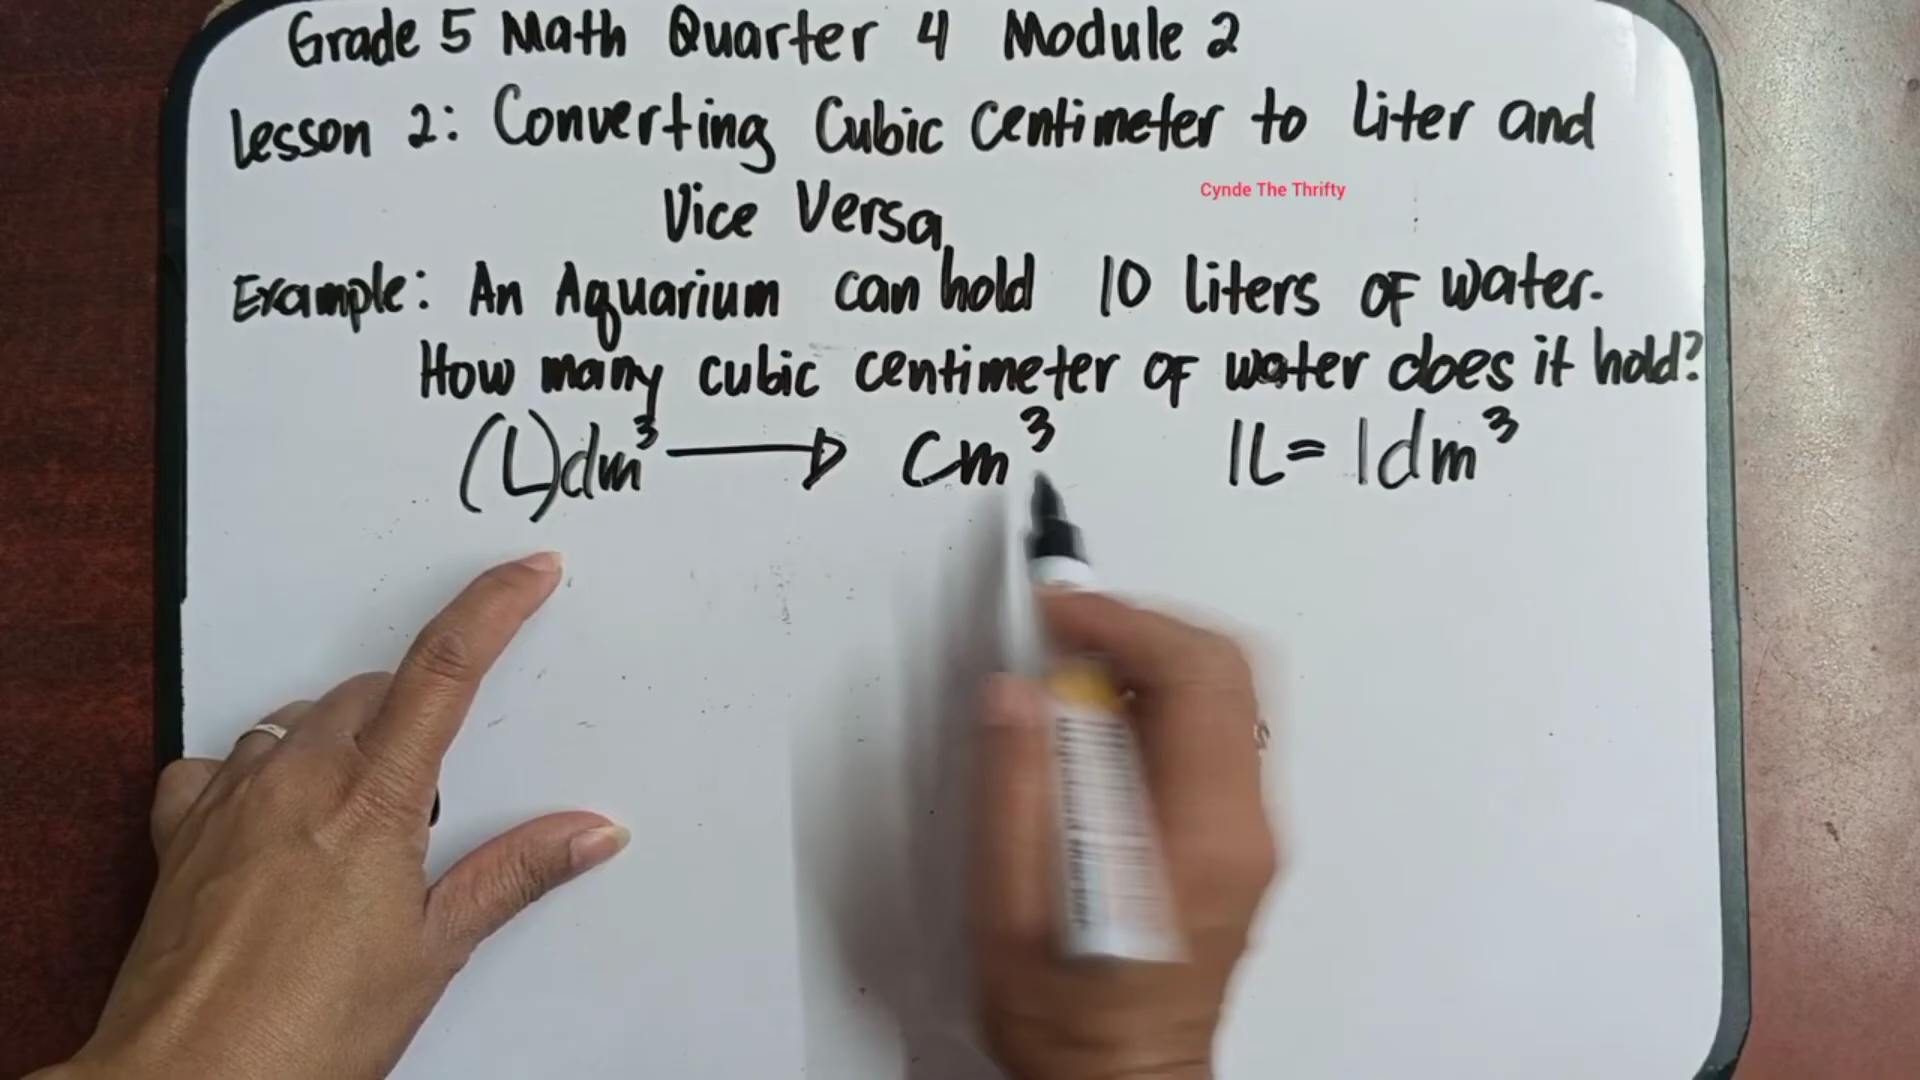 Grade 5 Math Quarter 4 Module 2
Lesson 2: Converting Cubic Centimeter to Liter and
Vice Versa
Cynde The Thrifty
Example: An Aquarium can hold 10 liters of water.
How many cubic centimeter of water does it hold?
(L)dm³ → cm³ 1L = 1dm³